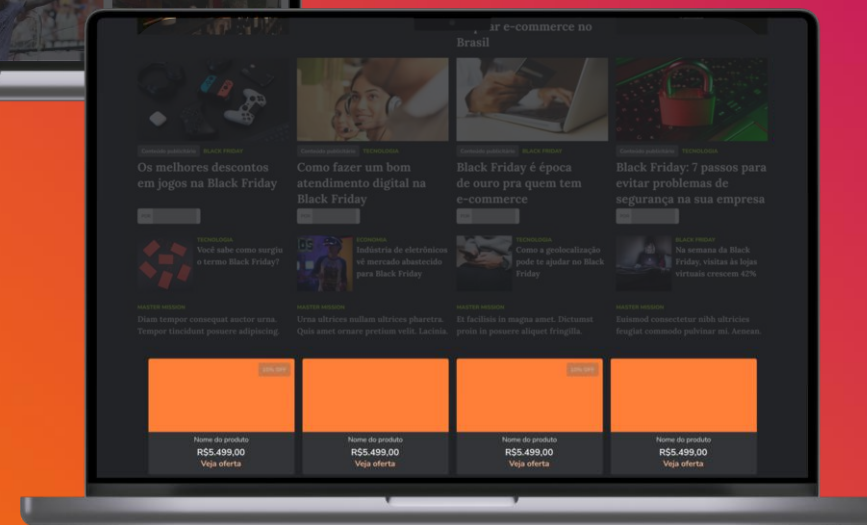 ir e-commerce no
Brasil
Conteúdo publicitário BLACK FRIDAY
Os melhores descontos
em jogos na Black Friday
POR
Conteúdo publicitário TECNOLOGIA
Como fazer um bom
atendimento digital na
Black Friday
POR
Conteúdo publicitário BLACK FRIDAY
Black Friday é época
de ouro pra quem tem
e-commerce
POR
Conteúdo publicitário TECNOLOGIA
Black Friday: 7 passos para
evitar problemas de
segurança na sua empresa
POR
TECNOLOGIA
Você sabe como surgiu
o termo Black Friday?
ECONOMIA
Indústria de eletrônicos
vê mercado abastecido
para Black Friday
TECNOLOGIA
Como a geolocalização
pode te ajudar no Black
Friday
BLACK FRIDAY
Na semana da Black
Friday, visitas às lojas
virtuais crescem 42%
MASTER MISSION
Diam tempor consequat auctor urna.
Tempor tincidunt posuere adipiscing.
MASTER MISSION
Urna ultrices nullam ultrices pharetra.
Quis amet ornare pretium velit. Lacinia.
MASTER MISSION
Et facilisis in magna amet. Dictumst
proin in posuere aliquet fringilla.
MASTER MISSION
Euismod consectetur nibh ultricies
feugiat commodo pulvinar mi. Aenean.
Nome do produto
R$5.499,00
Veja oferta
Nome do produto
R$5.499,00
Veja oferta
Nome do produto
R$5.499,00
Veja oferta
Nome do produto
R$5.499,00
Veja oferta